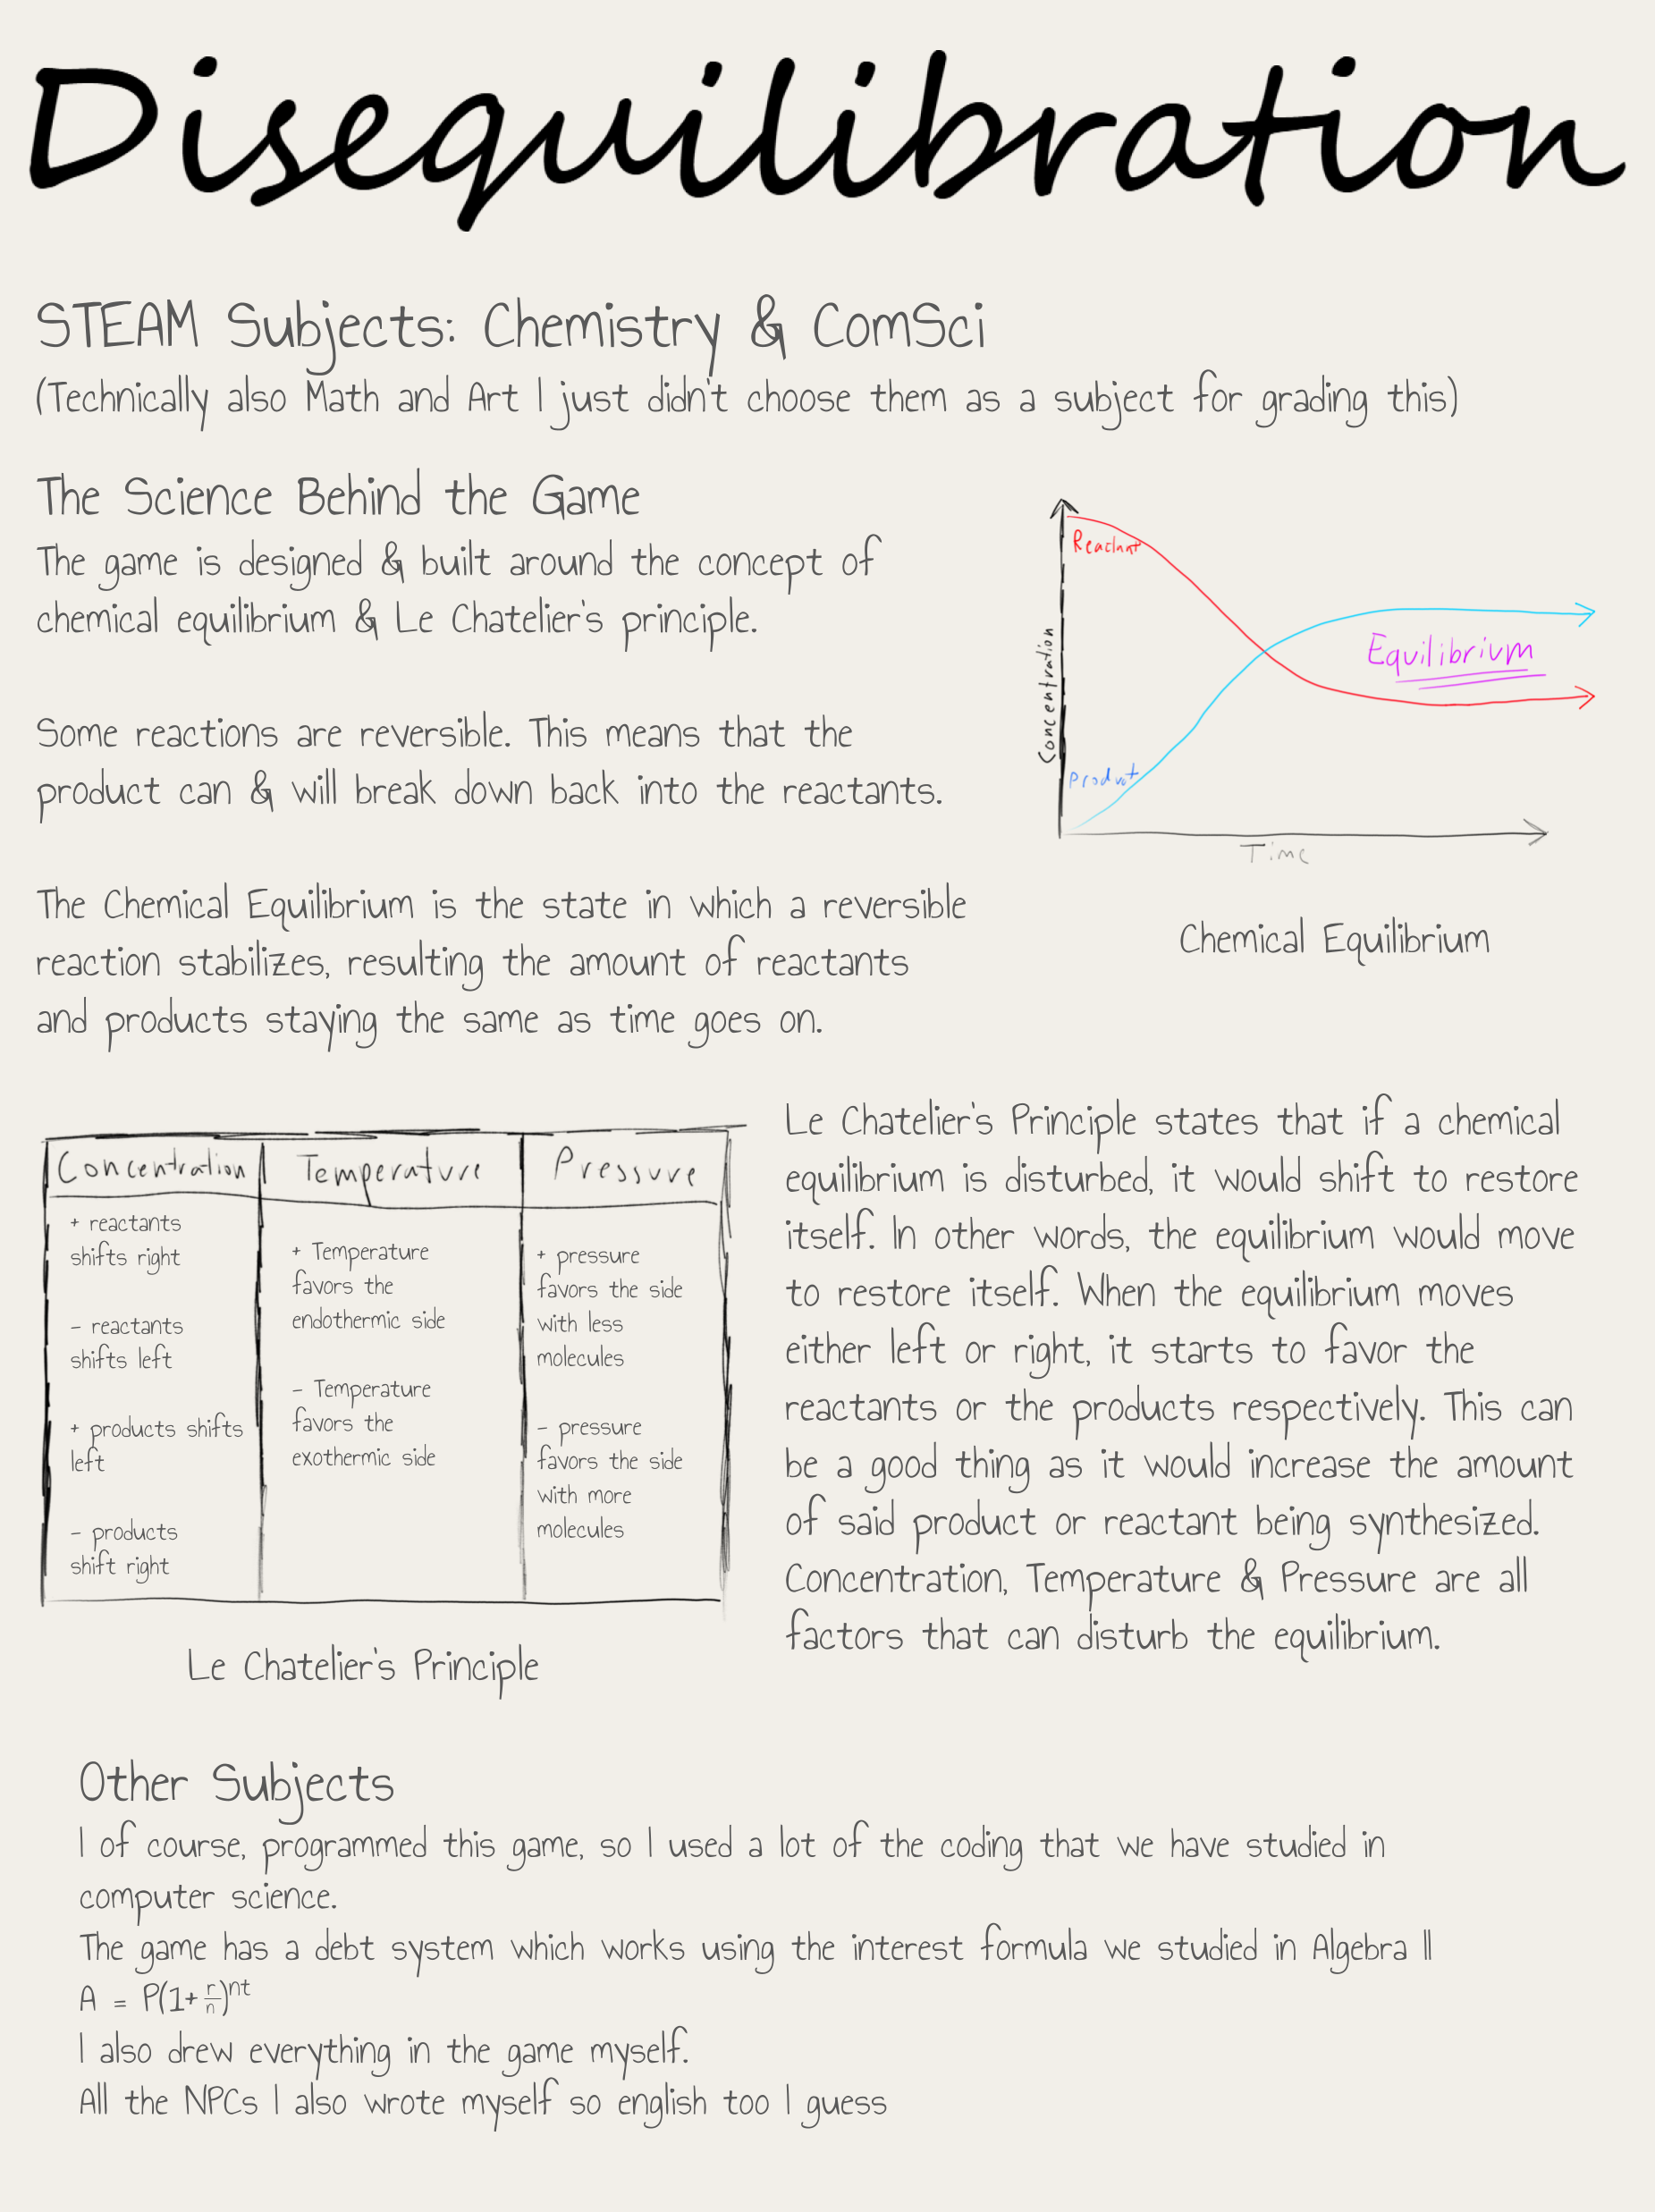 Disequilibration
STEAM Subjects: Chemistry & ComSci
(Technically also Math and Art I just didn't choose them as a subject for grading this)
The Science Behind the Game
The game is designed & built around the concept of
chemical equilibrium & Le Chatelier's principle.
Some reactions are reversible. This means that the
product can & will break down back into the reactants.
The Chemical Equilibrium is the state in which a reversible
reaction stabilizes, resulting the amount of reactants
and products staying the same as time goes on.
Reactant
Concentration
Product
Equilibrium
Time
Chemical Equilibrium
Concentration
+ reactants
shifts right
- reactants
shifts left
+ products shifts
left
- products
shift right
Temperature
+ Temperature
favors the
endothermic side
- Temperature
favors the
exothermic side
Pressure
+ pressure
favors the side
with less
molecules
- pressure
favors the side
with more
molecules
Le Chatelier's Principle
Le Chatelier's Principle states that if a chemical
equilibrium is disturbed, it would shift to restore
itself. In other words, the equilibrium would move
to restore itself. When the equilibrium moves
either left or right, it starts to favor the
reactants or the products respectively. This can
be a good thing as it would increase the amount
of said product or reactant being synthesized.
Concentration, Temperature & Pressure are all
factors that can disturb the equilibrium.
Other Subjects
I of course, programmed this game, so I used a lot of the coding that we have studied in
computer science.
The game has a debt system which works using the interest formula we studied in Algebra II
A = P(1+r/n)^nt
I also drew everything in the game myself.
All the NPCs I also wrote myself so english too I guess